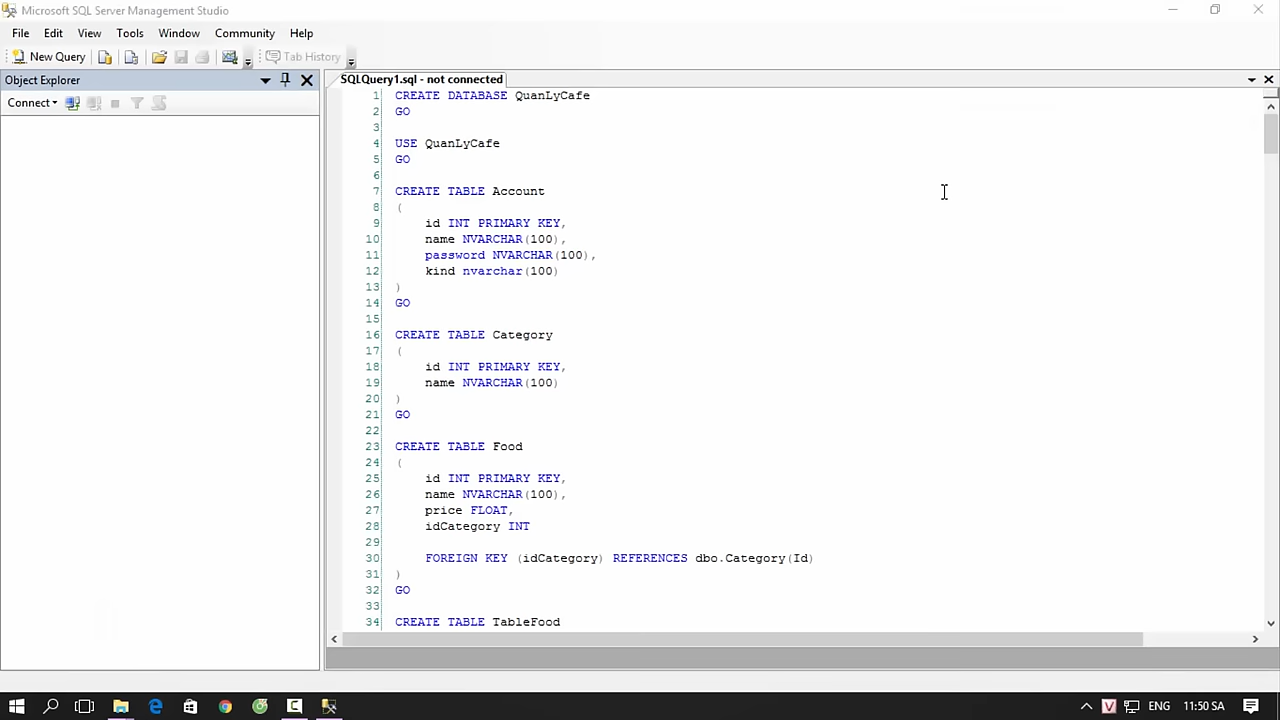 Microsoft SQL Server Management Studio
File Edit View Tools Window Community Help
New Query Tab History
Object Explorer
Connect
SQLQuery1.sql - not connected
1 CREATE DATABASE QuanLyCafe
2 GO
3
4 USE QuanLyCafe
5 GO
6
7 CREATE TABLE Account
8 (
9 id INT PRIMARY KEY,
10 name NVARCHAR(100),
11 password NVARCHAR(100),
12 kind nvarchar(100)
13 )
14 GO
15
16 CREATE TABLE Category
17 (
18 id INT PRIMARY KEY,
19 name NVARCHAR(100)
20 )
21 GO
22
23 CREATE TABLE Food
24 (
25 id INT PRIMARY KEY,
26 name NVARCHAR(100),
27 price FLOAT,
28 idCategory INT
29
30 FOREIGN KEY (idCategory) REFERENCES dbo.Category(Id)
31 )
32 GO
33
34 CREATE TABLE TableFood
V ENG 11:50 SA